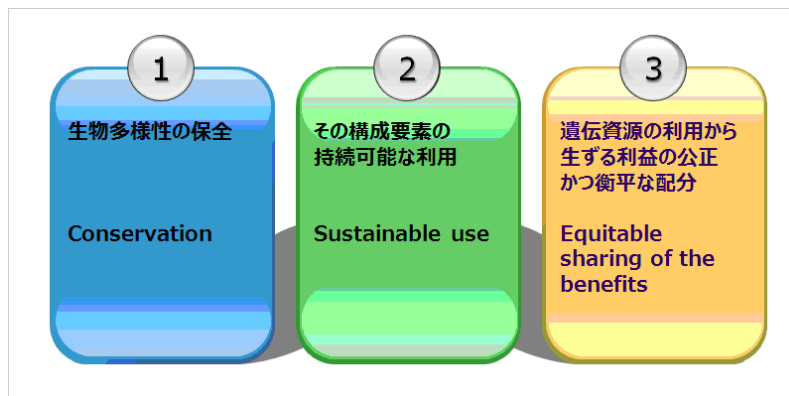 1
生物多様性の保全
Conservation
2
その構成要素の
持続可能な利用
Sustainable use
3
遺伝資源の利用から
生ずる利益の公正
かつ衡平な配分
Equitable
sharing of the
benefits